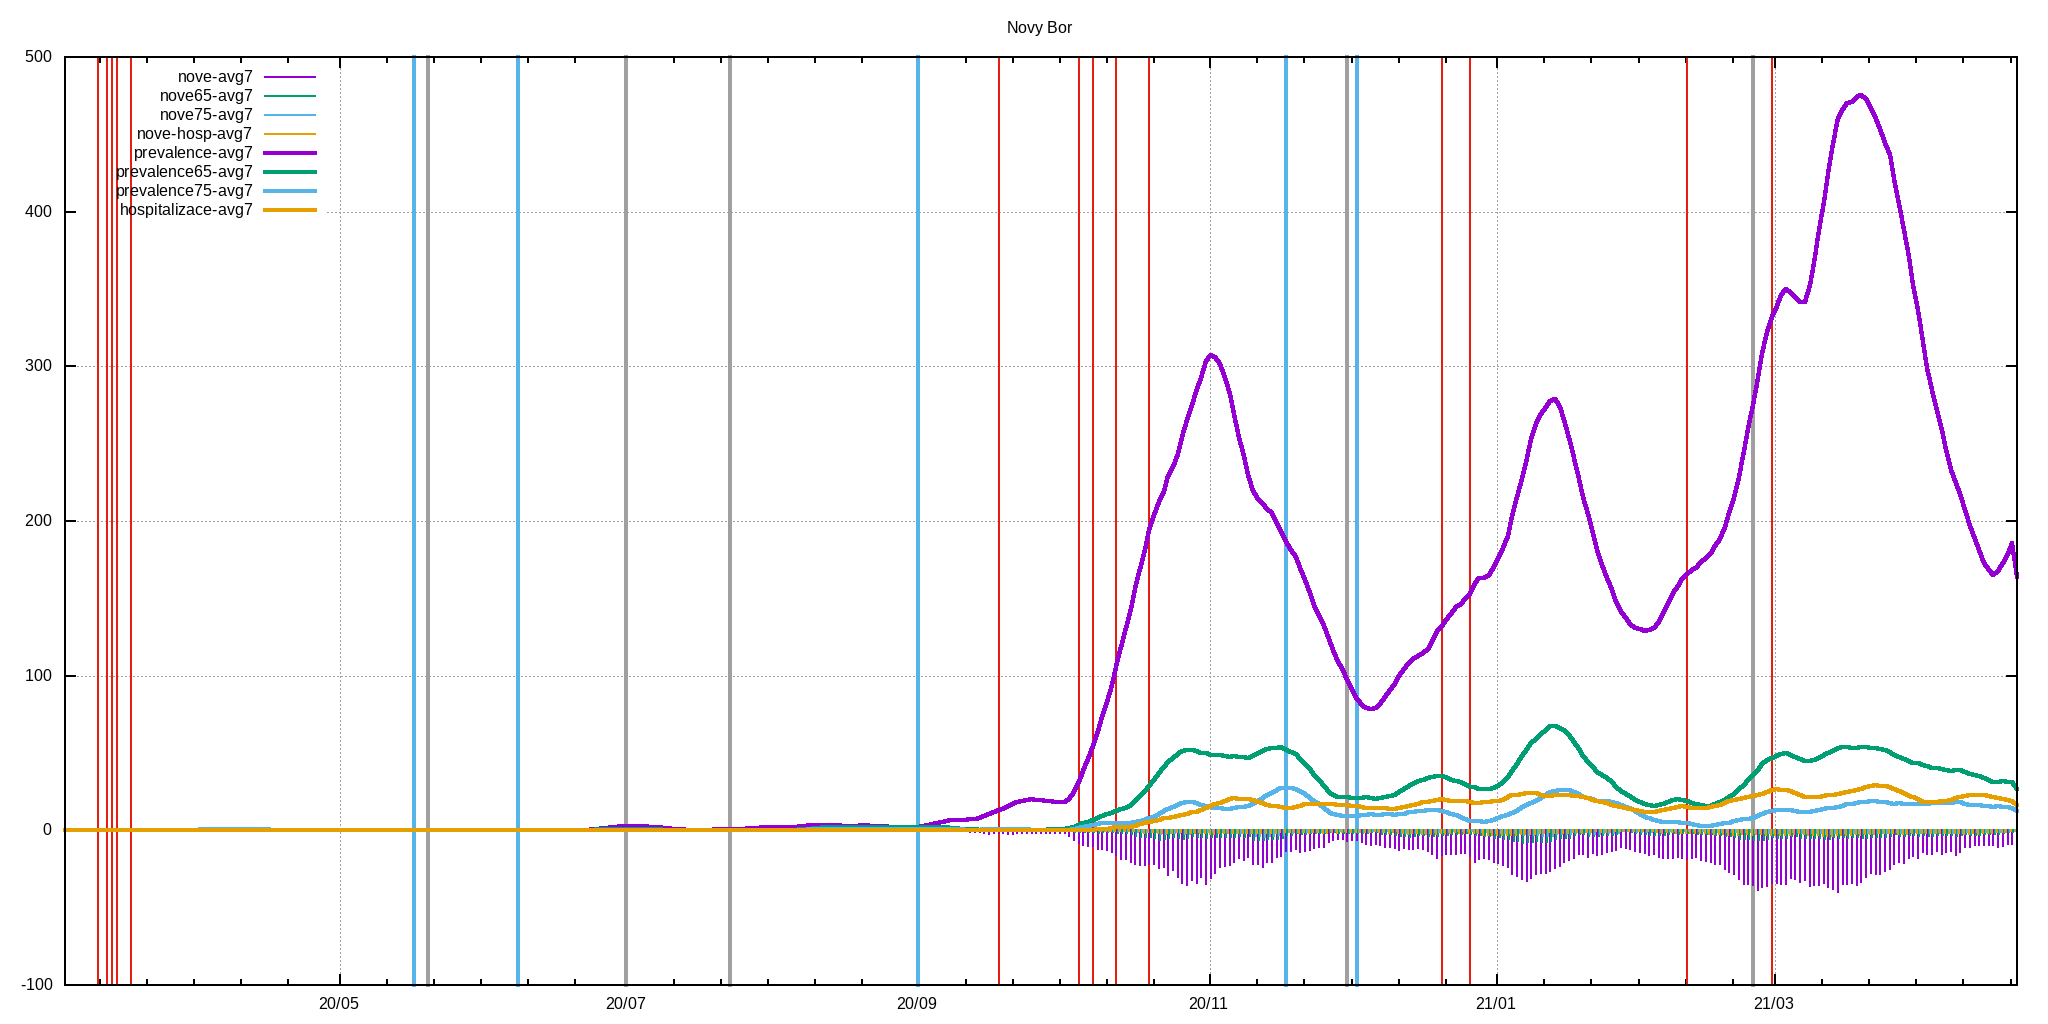 Novy Bor
500
nove-avg7
nove65-avg7
nove75-avg7
nove-hosp-avg7
prevalence-avg7
prevalence65-avg7
prevalence75-avg7
hospitalizace-avg7
400
300
200
100
0
-100
20/05 20/07 20/09 20/11 21/01 21/03